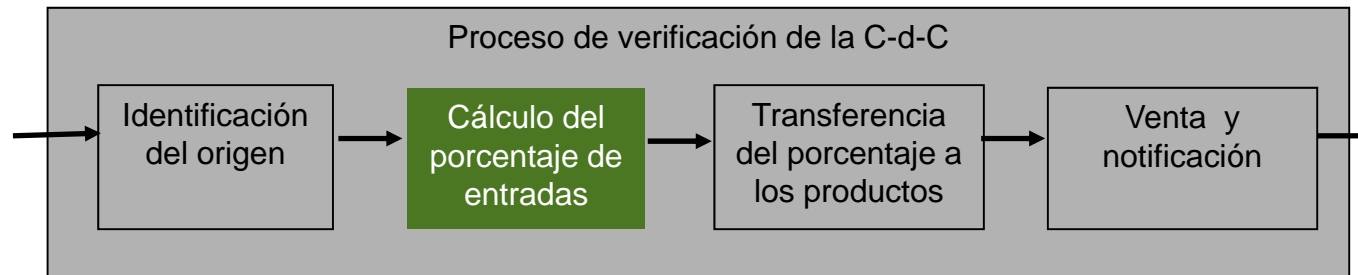 Proceso de verificación de la C-d-C
Identificación
del origen
Cálculo del
porcentaje de
entradas
Transferencia
del porcentaje a
los productos
Venta y
notificación